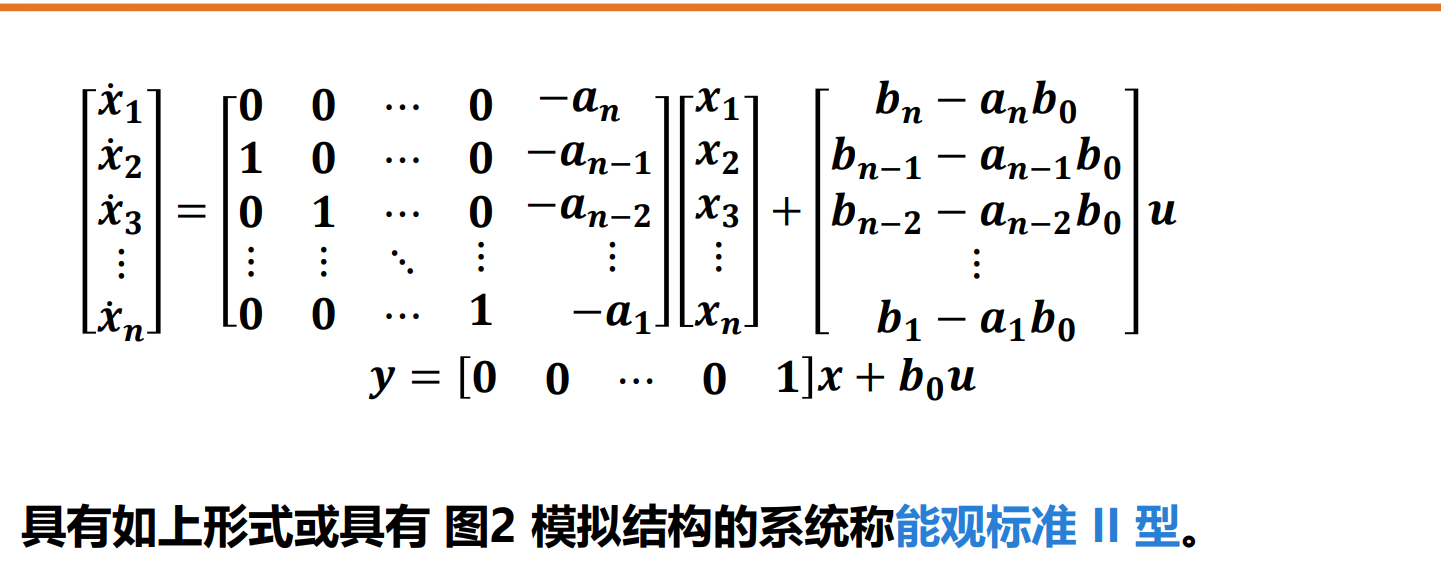 [ẋ₁ ẋ₂ ẋ₃ ⋮ ẋₙ] = [0 0 ⋯ 0 −aₙ; 1 0 ⋯ 0 −aₙ₋₁; 0 1 ⋯ 0 −aₙ₋₂; ⋮ ⋮ ⋱ ⋮ ⋮; 0 0 ⋯ 1 −a₁] [x₁ x₂ x₃ ⋮ xₙ] + [bₙ − aₙb₀; bₙ₋₁ − aₙ₋₁b₀; bₙ₋₂ − aₙ₋₂b₀; ⋮; b₁ − a₁b₀] u
y = [0 0 ⋯ 0 1]x + b₀u
具有如上形式或具有 图2 模拟结构的系统称能观标准 II 型。